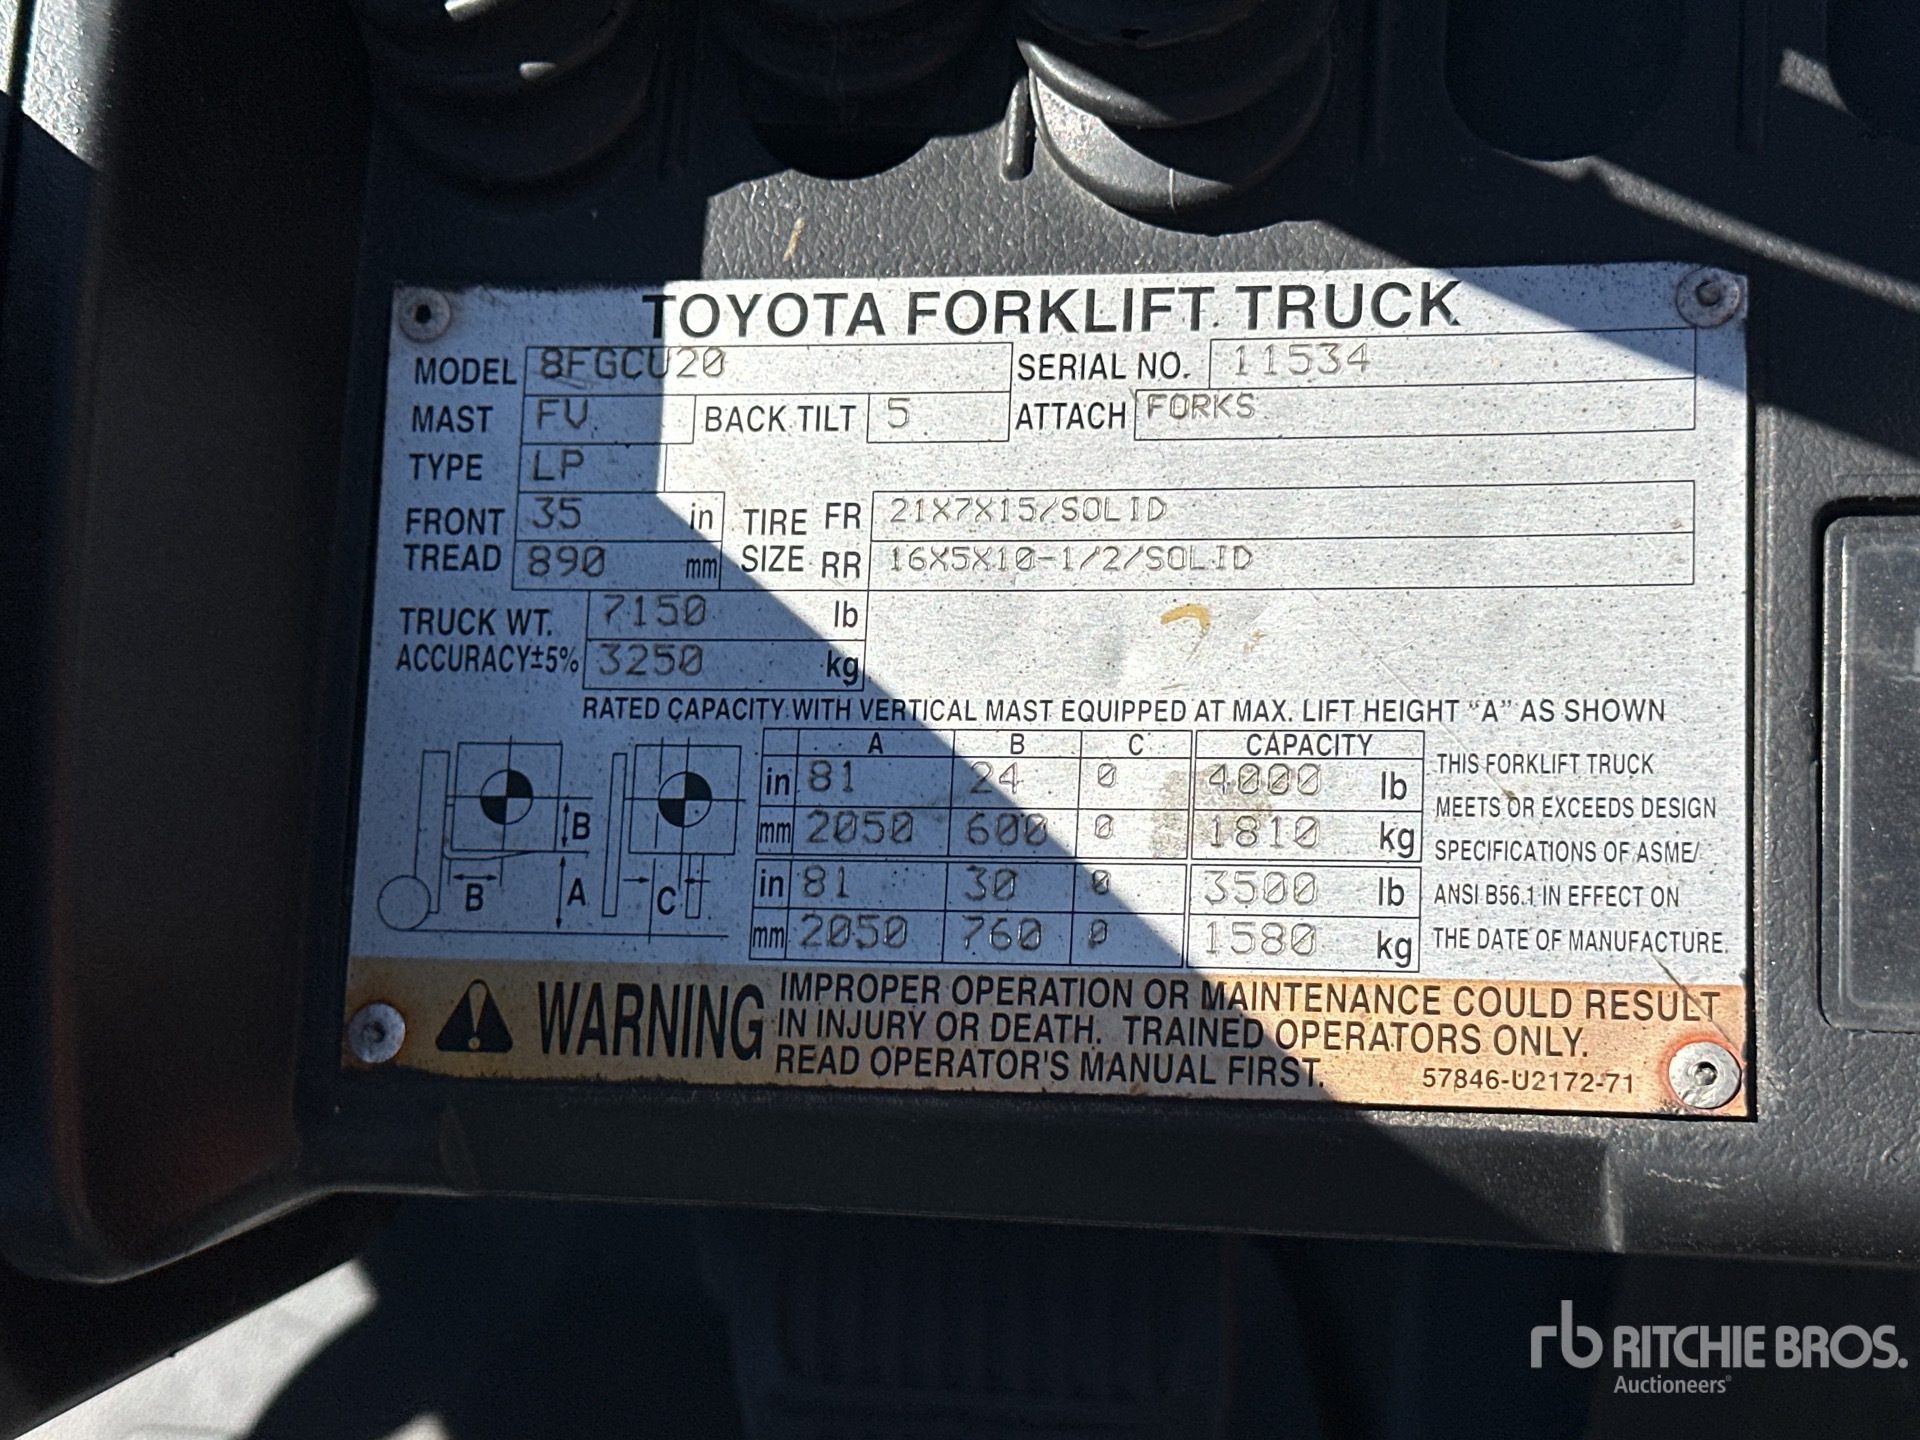 TOYOTA FORKLIFT TRUCK
MODEL 8FGCU20 SERIAL NO. 11534
MAST FV BACK TILT 5 ATTACH FORKS
TYPE LP
FRONT TREAD 35 in TIRE SIZE FR 21X7X15/SOLID
890 mm RR 16X5X10-1/2/SOLID
TRUCK WT. 7150 lb
ACCURACY±5% 3250 kg
RATED CAPACITY WITH VERTICAL MAST EQUIPPED AT MAX. LIFT HEIGHT "A" AS SHOWN
A B C CAPACITY
in 81 24 0 4000 lb
mm 2050 600 0 1810 kg
in 81 30 0 3500 lb
mm 2050 760 0 1580 kg
B
B
A
C
THIS FORKLIFT TRUCK
MEETS OR EXCEEDS DESIGN
SPECIFICATIONS OF ASME/
ANSI B56.1 IN EFFECT ON
THE DATE OF MANUFACTURE.
WARNING
IMPROPER OPERATION OR MAINTENANCE COULD RESULT
IN INJURY OR DEATH. TRAINED OPERATORS ONLY.
READ OPERATOR'S MANUAL FIRST.
57846-U2172-71
rb RITCHIE BROS.
Auctioneers